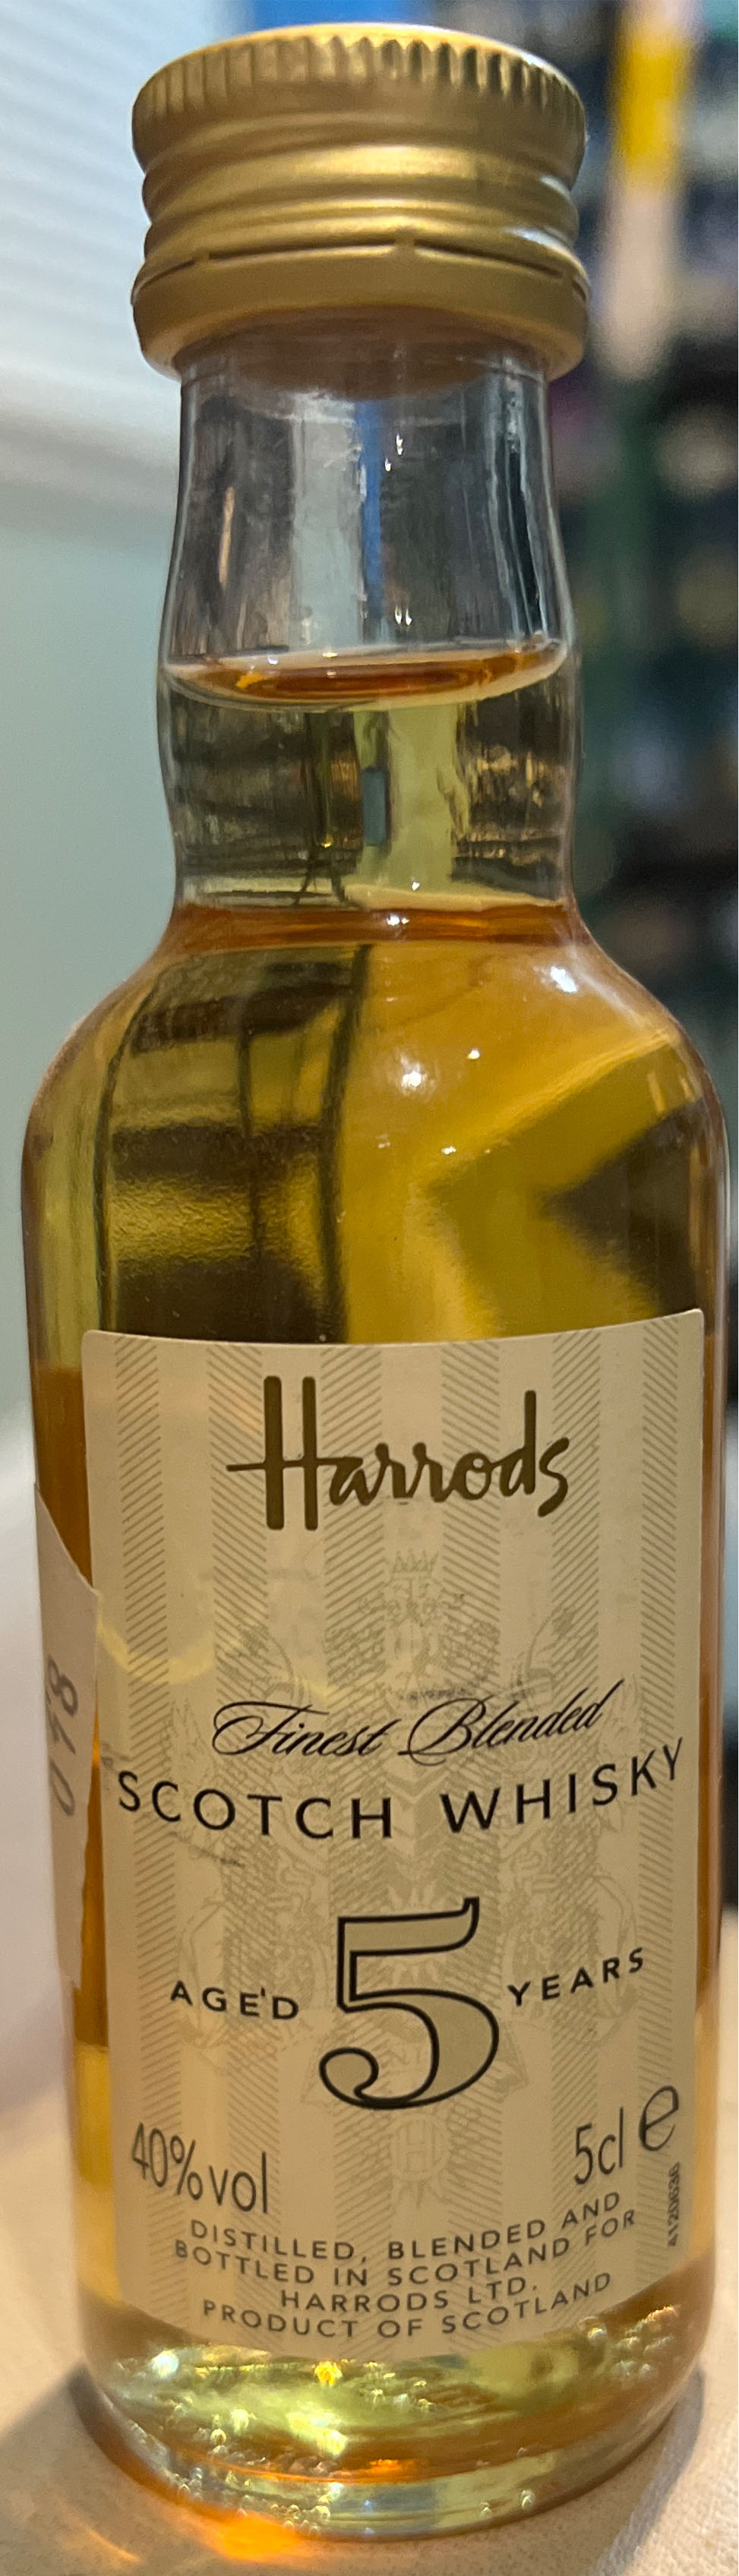 Harrods
Finest Blended
SCOTCH WHISKY
AGED 5 YEARS
40%vol 5cl e
DISTILLED, BLENDED AND
BOTTLED IN SCOTLAND FOR
HARRODS LTD.
PRODUCT OF SCOTLAND
4120636